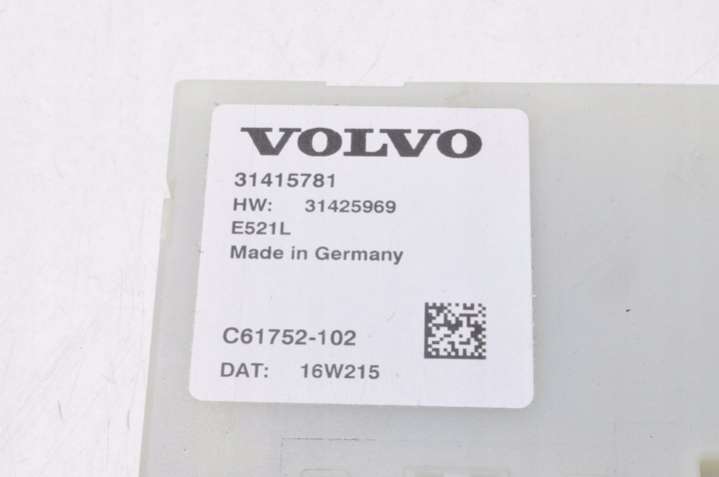 VOLVO
31415781
HW: 31425969
E521L
Made in Germany
C61752-102
DAT: 16W215